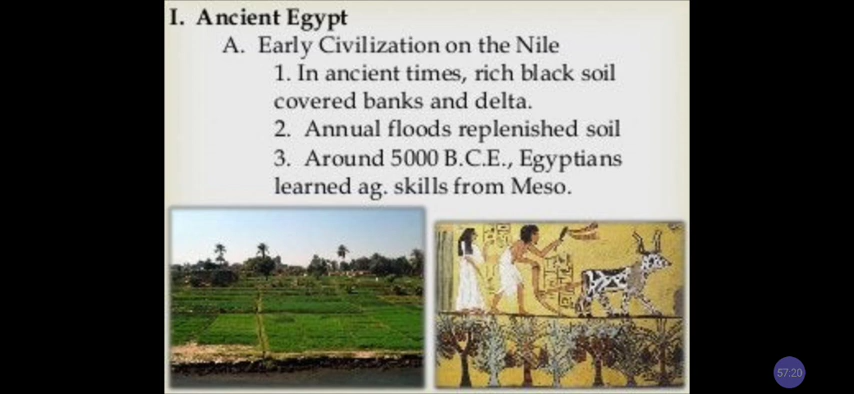 I. Ancient Egypt
A. Early Civilization on the Nile
1. In ancient times, rich black soil
covered banks and delta.
2. Annual floods replenished soil
3. Around 5000 B.C.E., Egyptians
learned ag. skills from Meso.
57:20